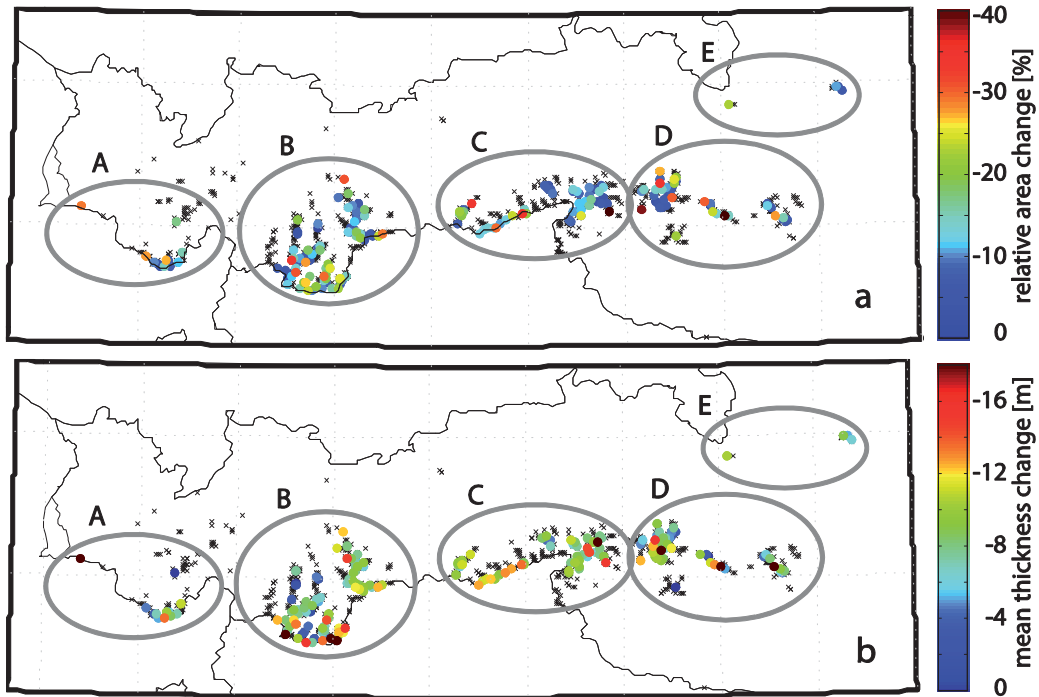 A
B
C
D
E
a
-40
-30
-20
-10
0
relative area change [%]
A
B
C
D
E
b
-16
-12
-8
-4
0
mean thickness change [m]